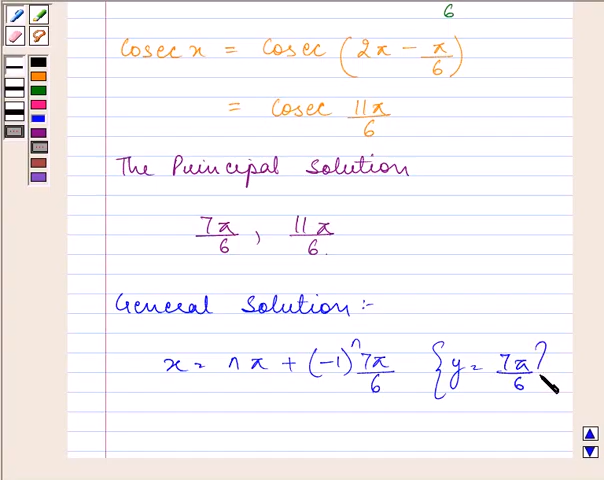 6
Cosec x = Cosec (2π - π/6)
= Cosec 11π/6
The Principal Solution
7π/6, 11π/6.
General Solution :-
x = nπ + (-1)^n 7π/6 {y = 7π/6}